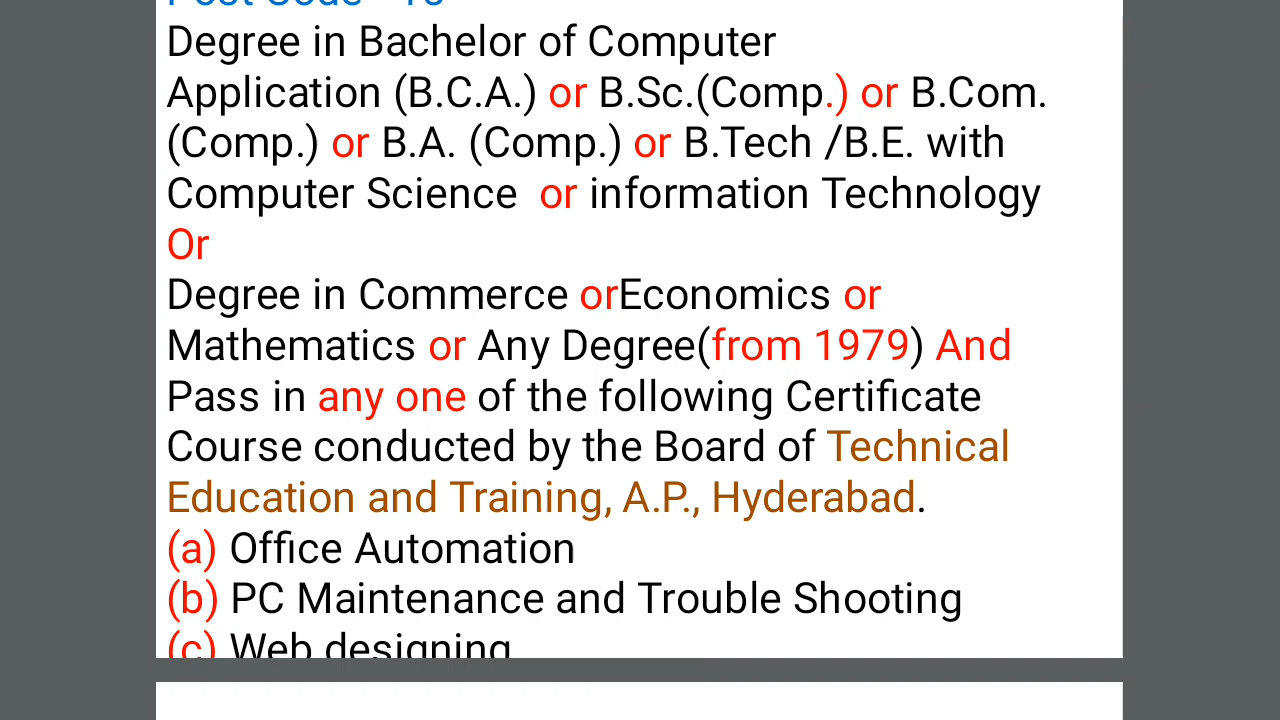 Degree in Bachelor of Computer
Application (B.C.A.) or B.Sc.(Comp.) or B.Com.
(Comp.) or B.A. (Comp.) or B.Tech /B.E. with
Computer Science  or information Technology
Or
Degree in Commerce orEconomics or
Mathematics or Any Degree(from 1979) And
Pass in any one of the following Certificate
Course conducted by the Board of Technical
Education and Training, A.P., Hyderabad.
(a) Office Automation
(b) PC Maintenance and Trouble Shooting
(c) Web designing